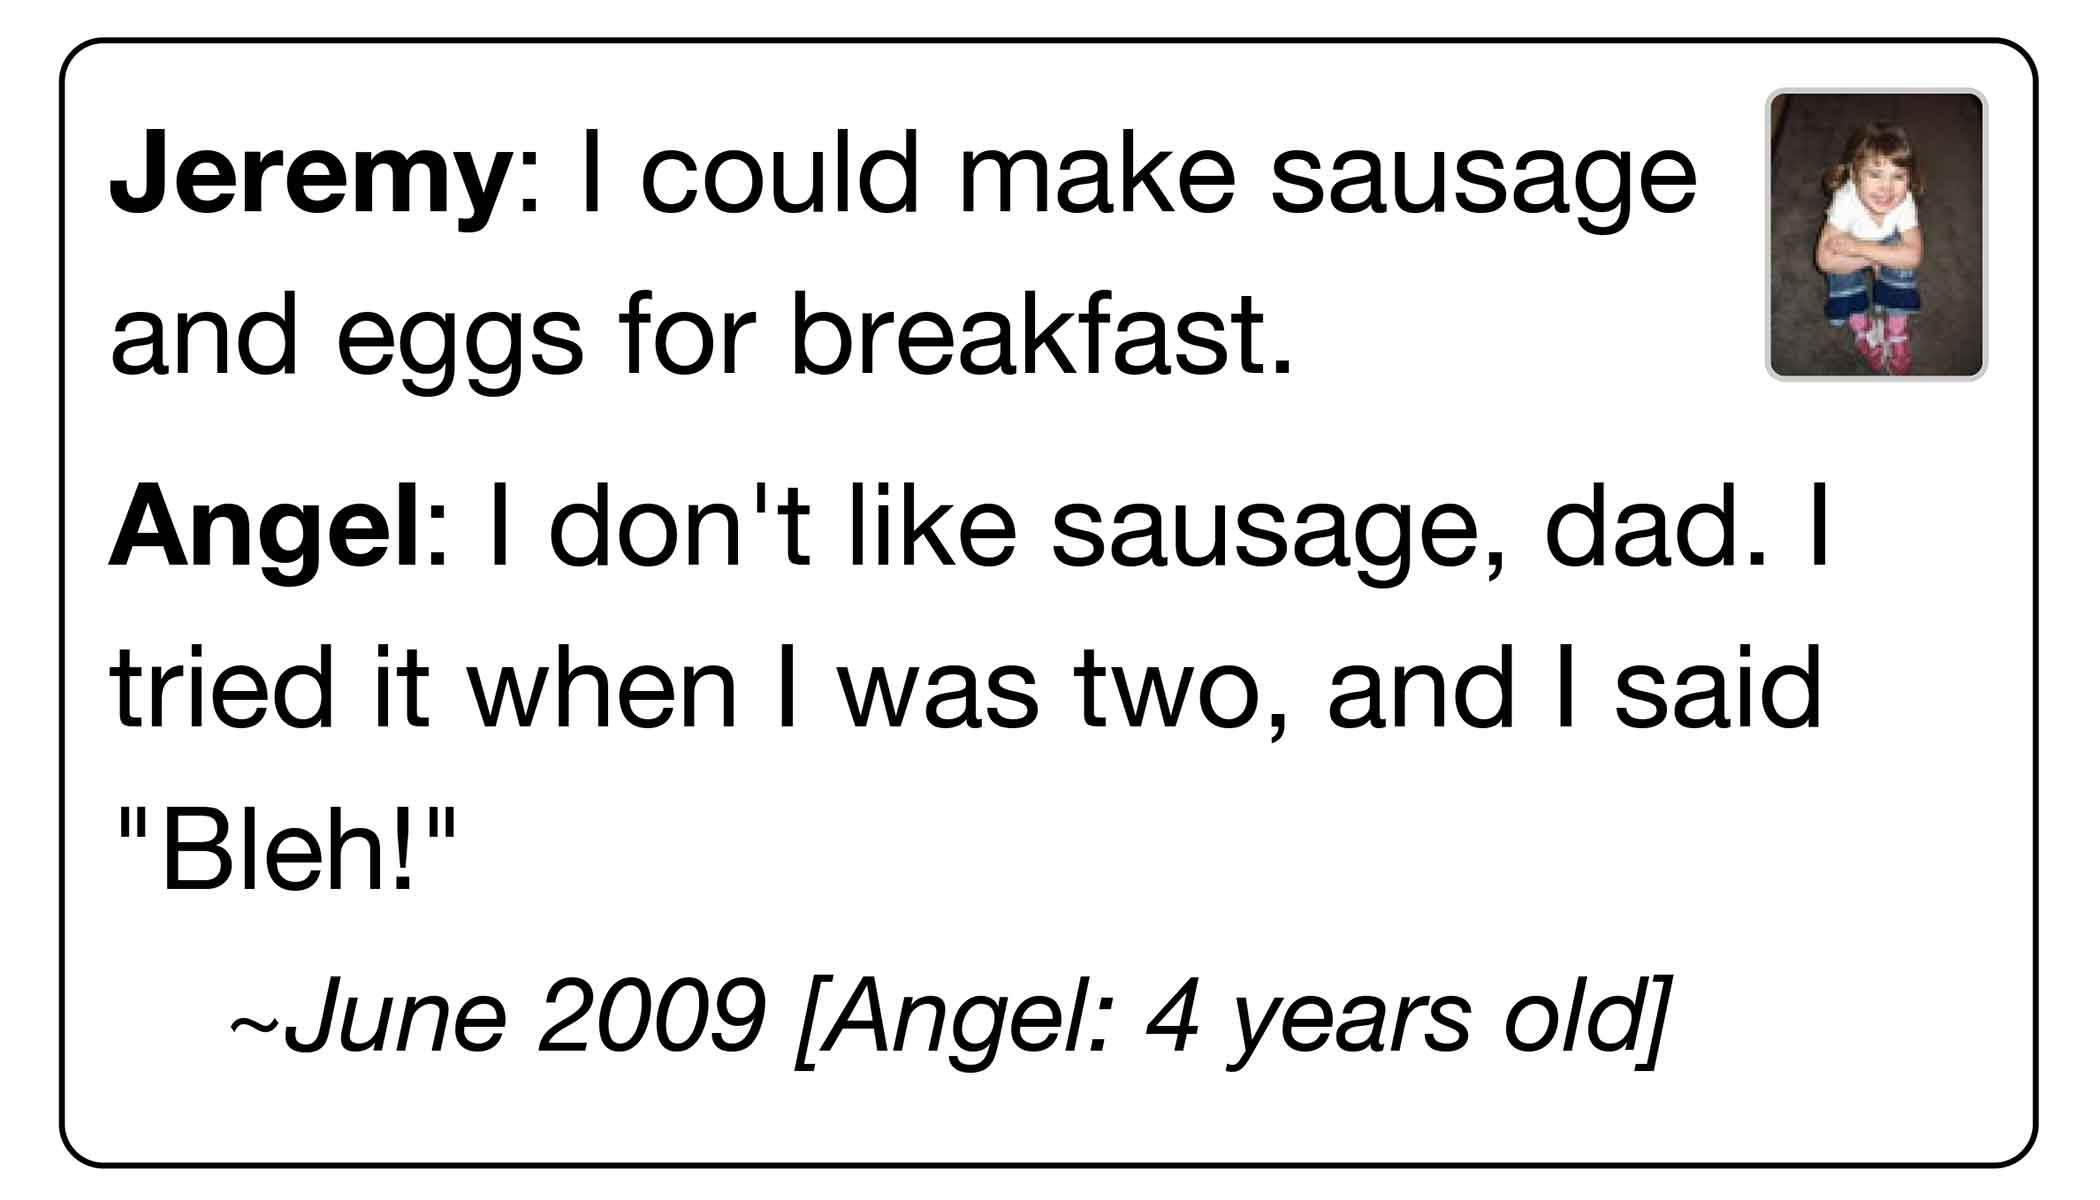 Jeremy: I could make sausage
and eggs for breakfast.
Angel: I don't like sausage, dad. I
tried it when I was two, and I said
"Bleh!"
~June 2009 [Angel: 4 years old]